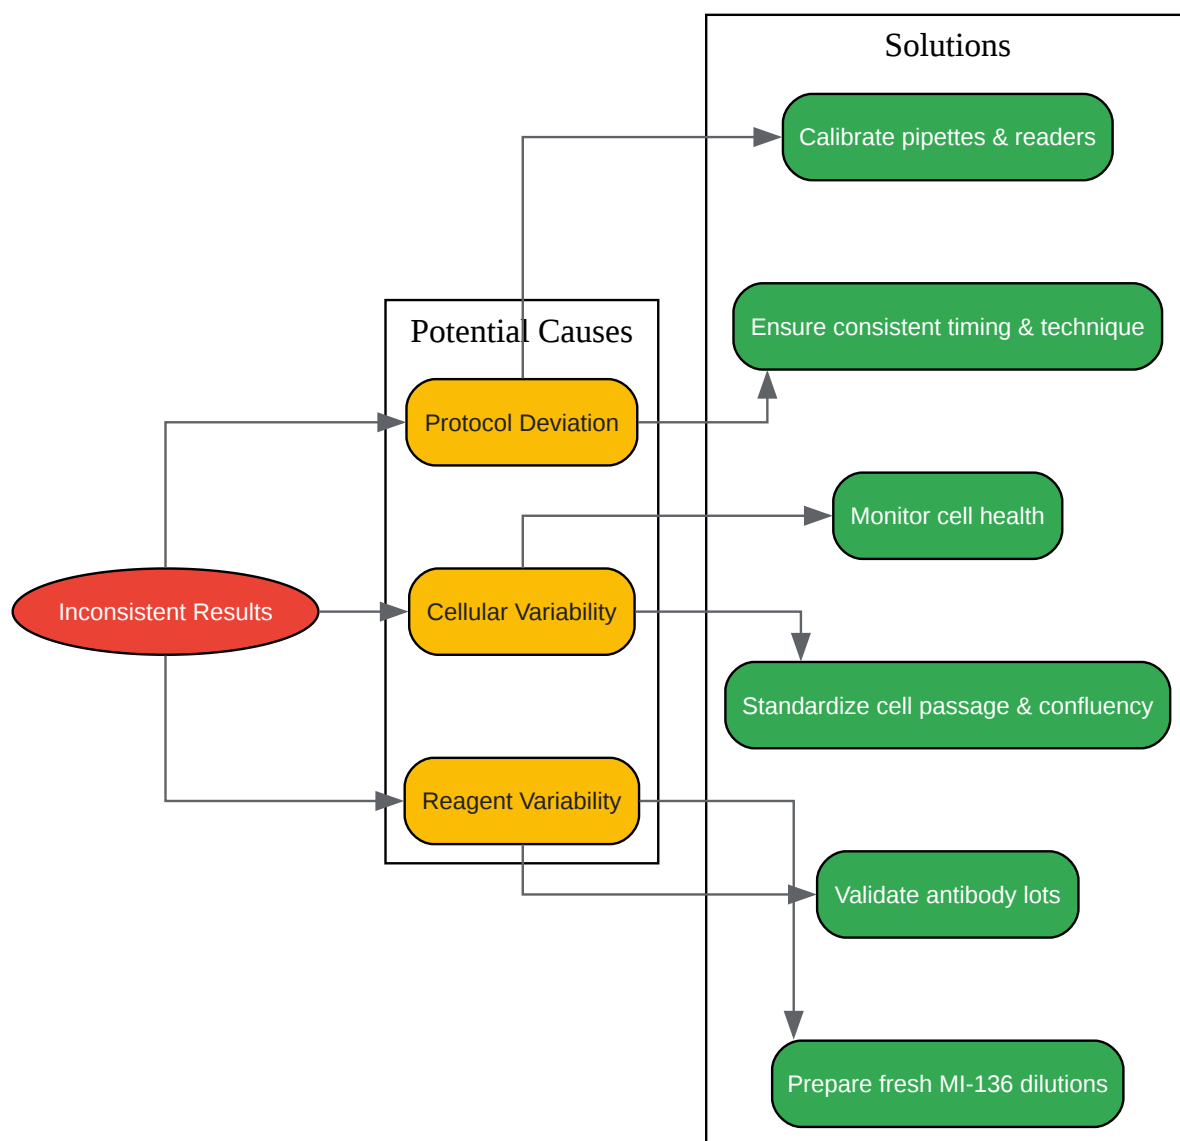 Solutions
Calibrate pipettes & readers
Ensure consistent timing & technique
Potential Causes
Protocol Deviation
Monitor cell health
Inconsistent Results
Cellular Variability
Standardize cell passage & confluency
Reagent Variability
Validate antibody lots
Prepare fresh MI-136 dilutions